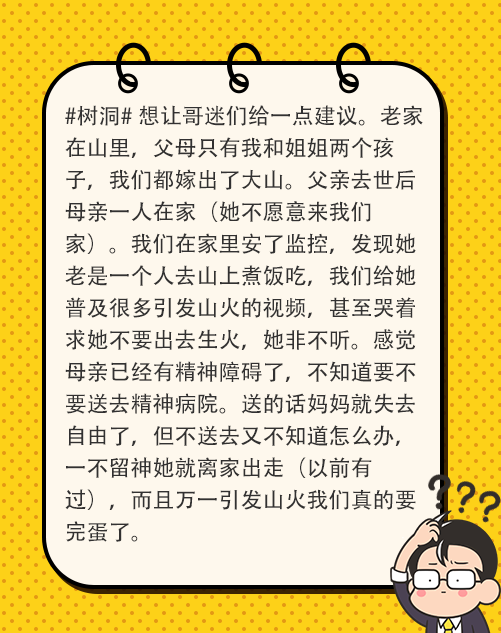 #树洞# 想让哥迷们给一点建议。老家
在山里，父母只有我和姐姐两个孩
子，我们都嫁出了大山。父亲去世后
母亲一人在家（她不愿意来我们
家）。我们在家里安了监控，发现她
老是一个人去山上煮饭吃，我们给她
普及很多引发山火的视频，甚至哭着
求她不要出去生火，她非不听。感觉
母亲已经有精神障碍了，不知道要不
要送去精神病院。送的话妈妈就失去
自由了，但不送去又不知道怎么办，
一不留神她就离家出走（以前有
过），而且万一引发山火我们真的要
完蛋了。
???